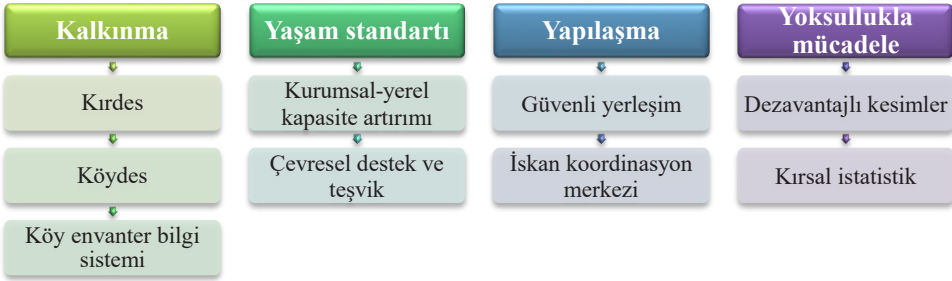 Kalkınma
Kırdes
Köydes
Köy envanter bilgi
sistemi
Yaşam standartı
Kurumsal-yerel
kapasite artırımı
Çevresel destek ve
teşvik
Yapılaşma
Güvenli yerleşim
İskan koordinasyon
merkezi
Yoksullukla
mücadele
Dezavantajlı kesimler
Kırsal istatistik